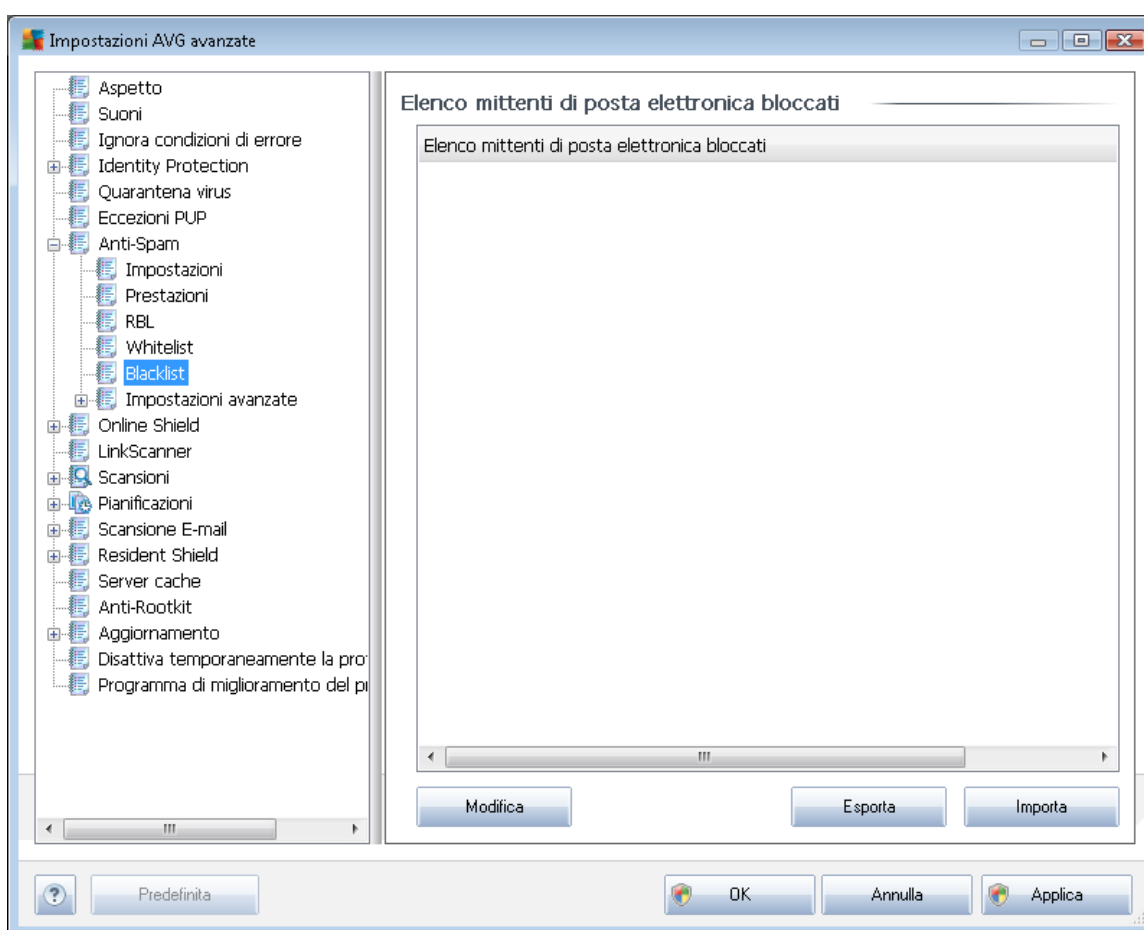 Impostazioni AVG avanzate
Aspetto
Suoni
Ignora condizioni di errore
Identity Protection
Quarantena virus
Eccezioni PUP
Anti-Spam
Impostazioni
Prestazioni
RBL
Whitelist
Blacklist
Impostazioni avanzate
Online Shield
LinkScanner
Scansioni
Pianificazioni
Scansione E-mail
Resident Shield
Server cache
Anti-Rootkit
Aggiornamento
Disattiva temporaneamente la pro
Programma di miglioramento del p
Elenco mittenti di posta elettronica bloccati
Elenco mittenti di posta elettronica bloccati
Modifica Esporta Importa
? Predefinita OK Annulla Applica